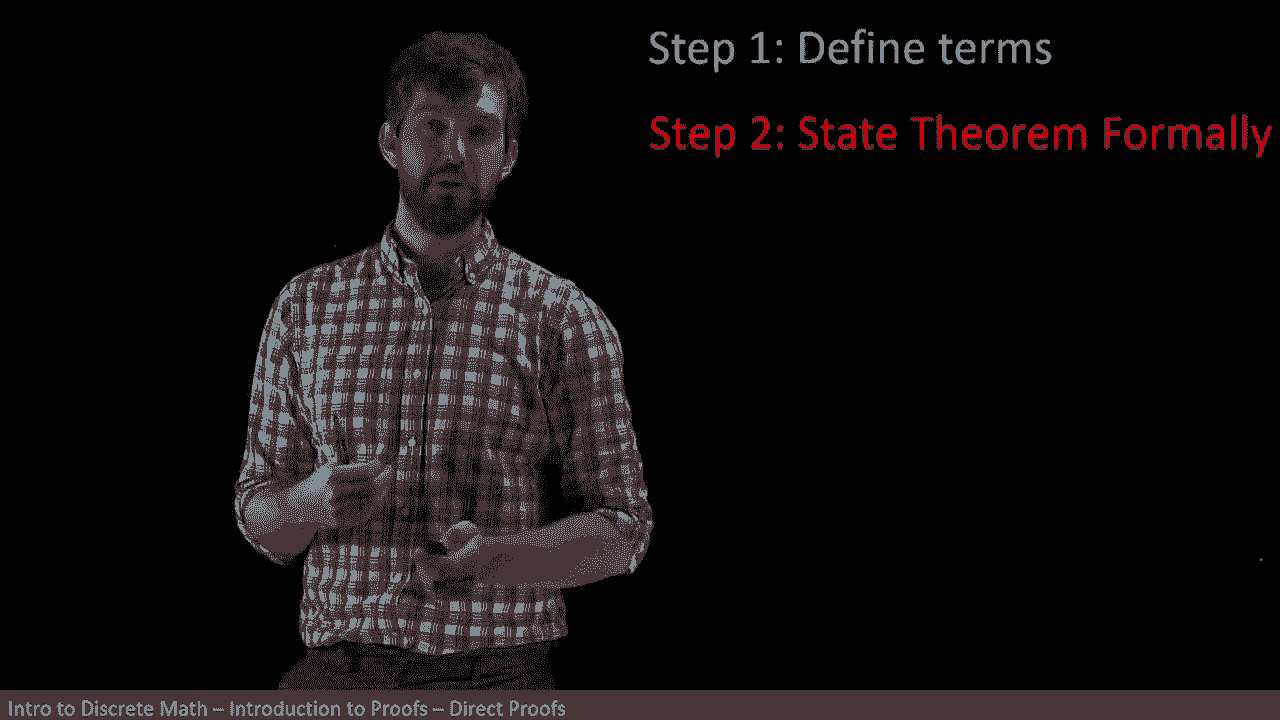 Step 1: Define terms
Step 2: State Theorem Formally
Intro to Discrete Math – Introduction to Proofs – Direct Proofs